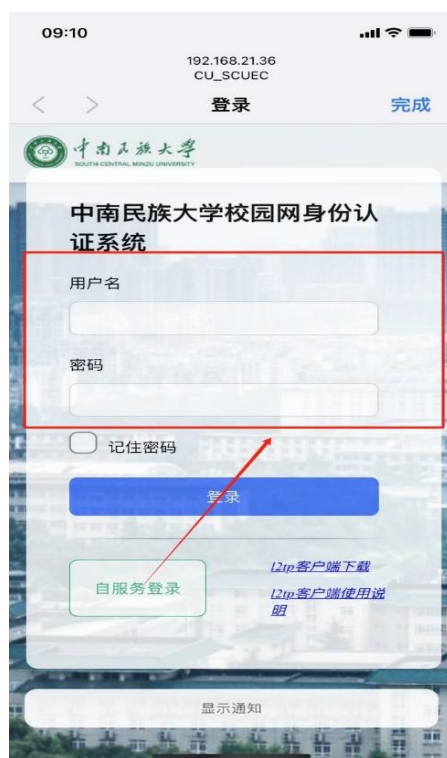 09:10
192.168.21.36
CU_SCUEC
登录
完成
中南民族大学
SOUTH-CENTRAL MINZU UNIVERSITY
中南民族大学校园网身份认
证系统
用户名
密码
记住密码
登录
自服务登录
l2tp客户端下载
l2tp客户端使用说
明
显示通知